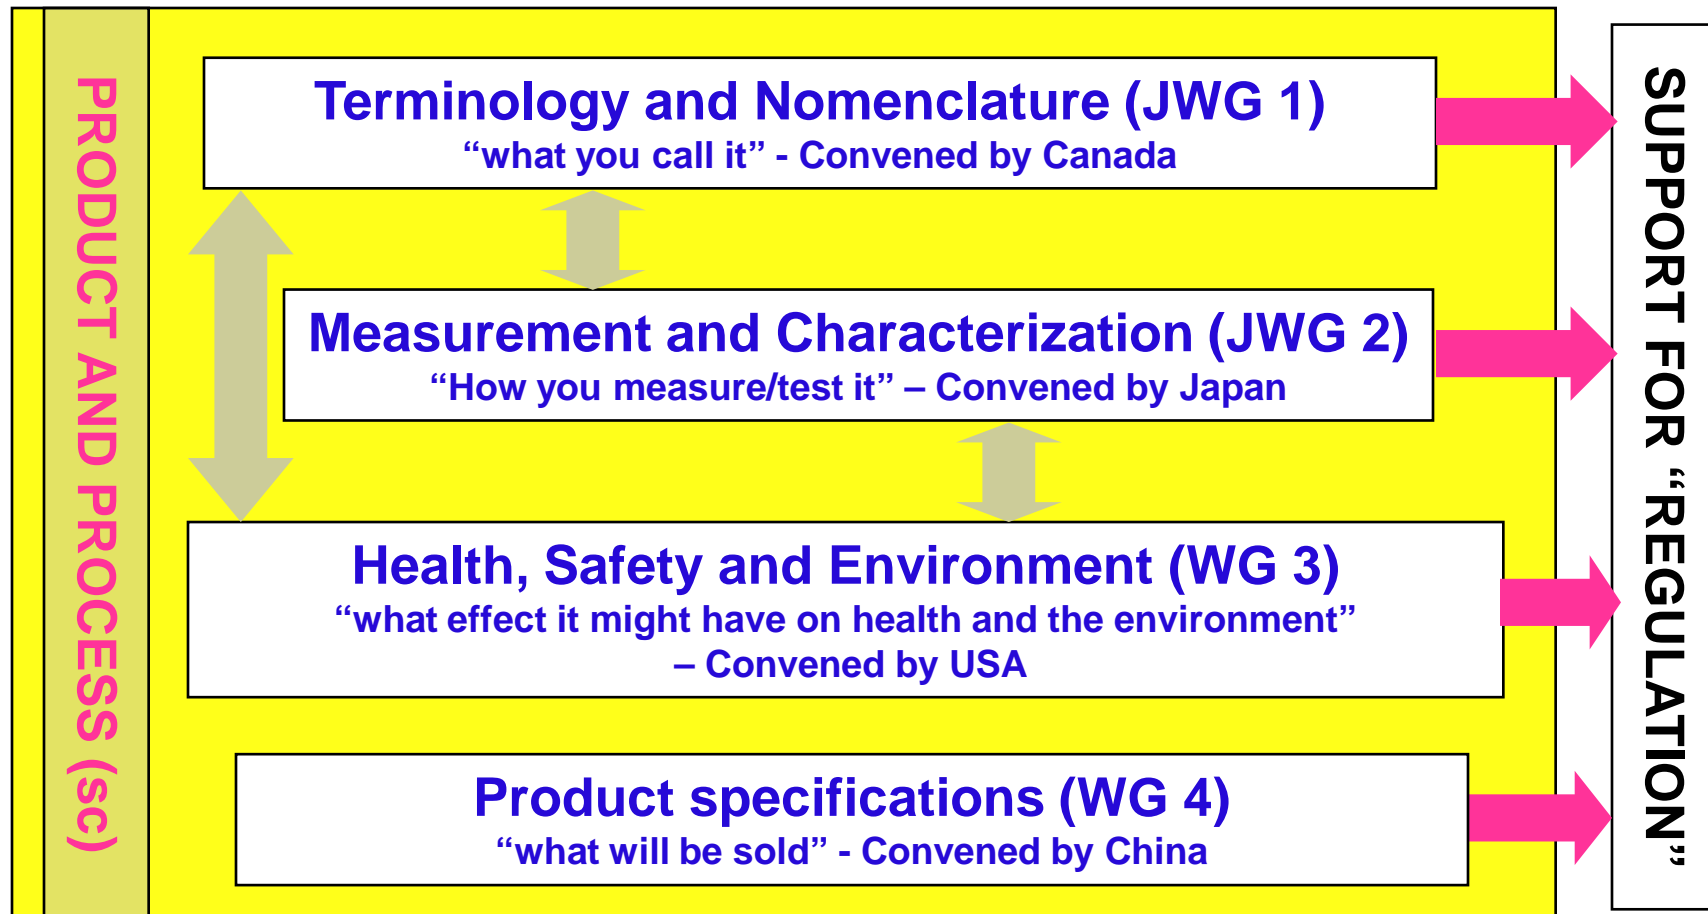 PRODUCT AND PROCESS (sc)
Terminology and Nomenclature (JWG 1)
“what you call it” - Convened by Canada
Measurement and Characterization (JWG 2)
“How you measure/test it” – Convened by Japan
Health, Safety and Environment (WG 3)
“what effect it might have on health and the environment”
– Convened by USA
Product specifications (WG 4)
“what will be sold” - Convened by China
SUPPORT FOR “REGULATION”